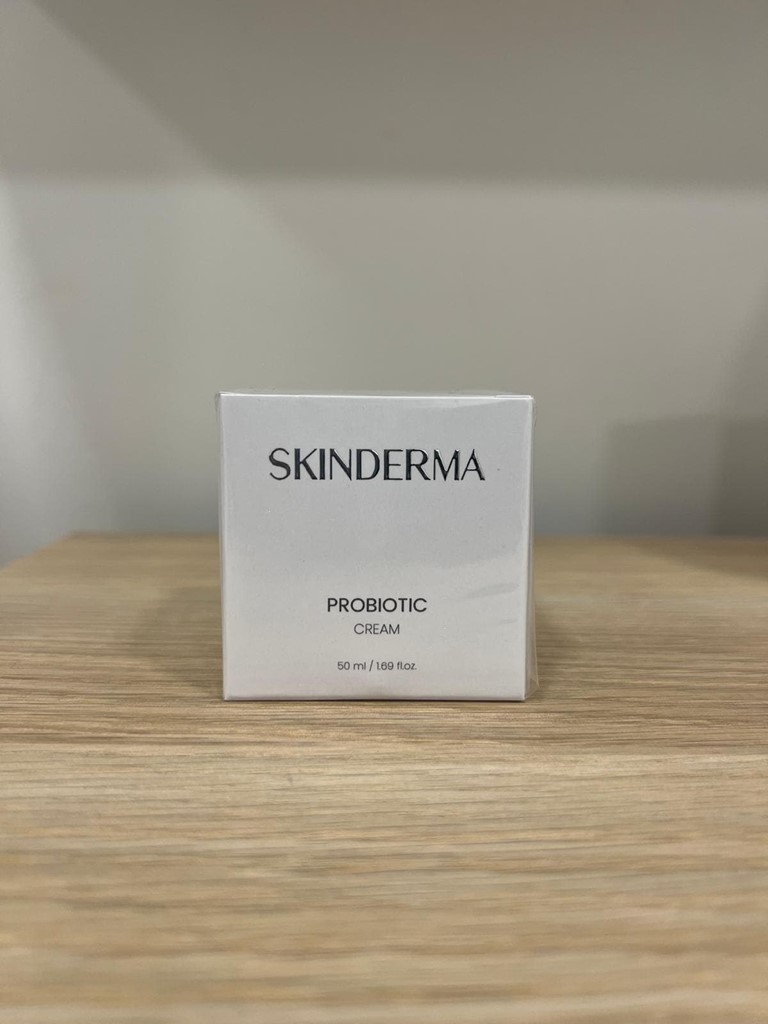 SKINDERMA
PROBIOTIC
CREAM
50 ml / 1.69 fl.oz.